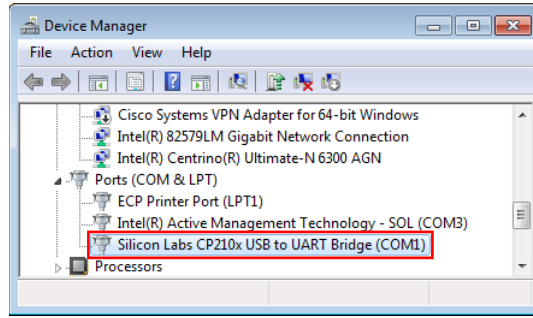 Device Manager
File Action View Help
Cisco Systems VPN Adapter for 64-bit Windows
Intel(R) 82579LM Gigabit Network Connection
Intel(R) Centrino(R) Ultimate-N 6300 AGN
Ports (COM & LPT)
ECP Printer Port (LPT1)
Intel(R) Active Management Technology - SOL (COM3)
Silicon Labs CP210x USB to UART Bridge (COM1)
Processors